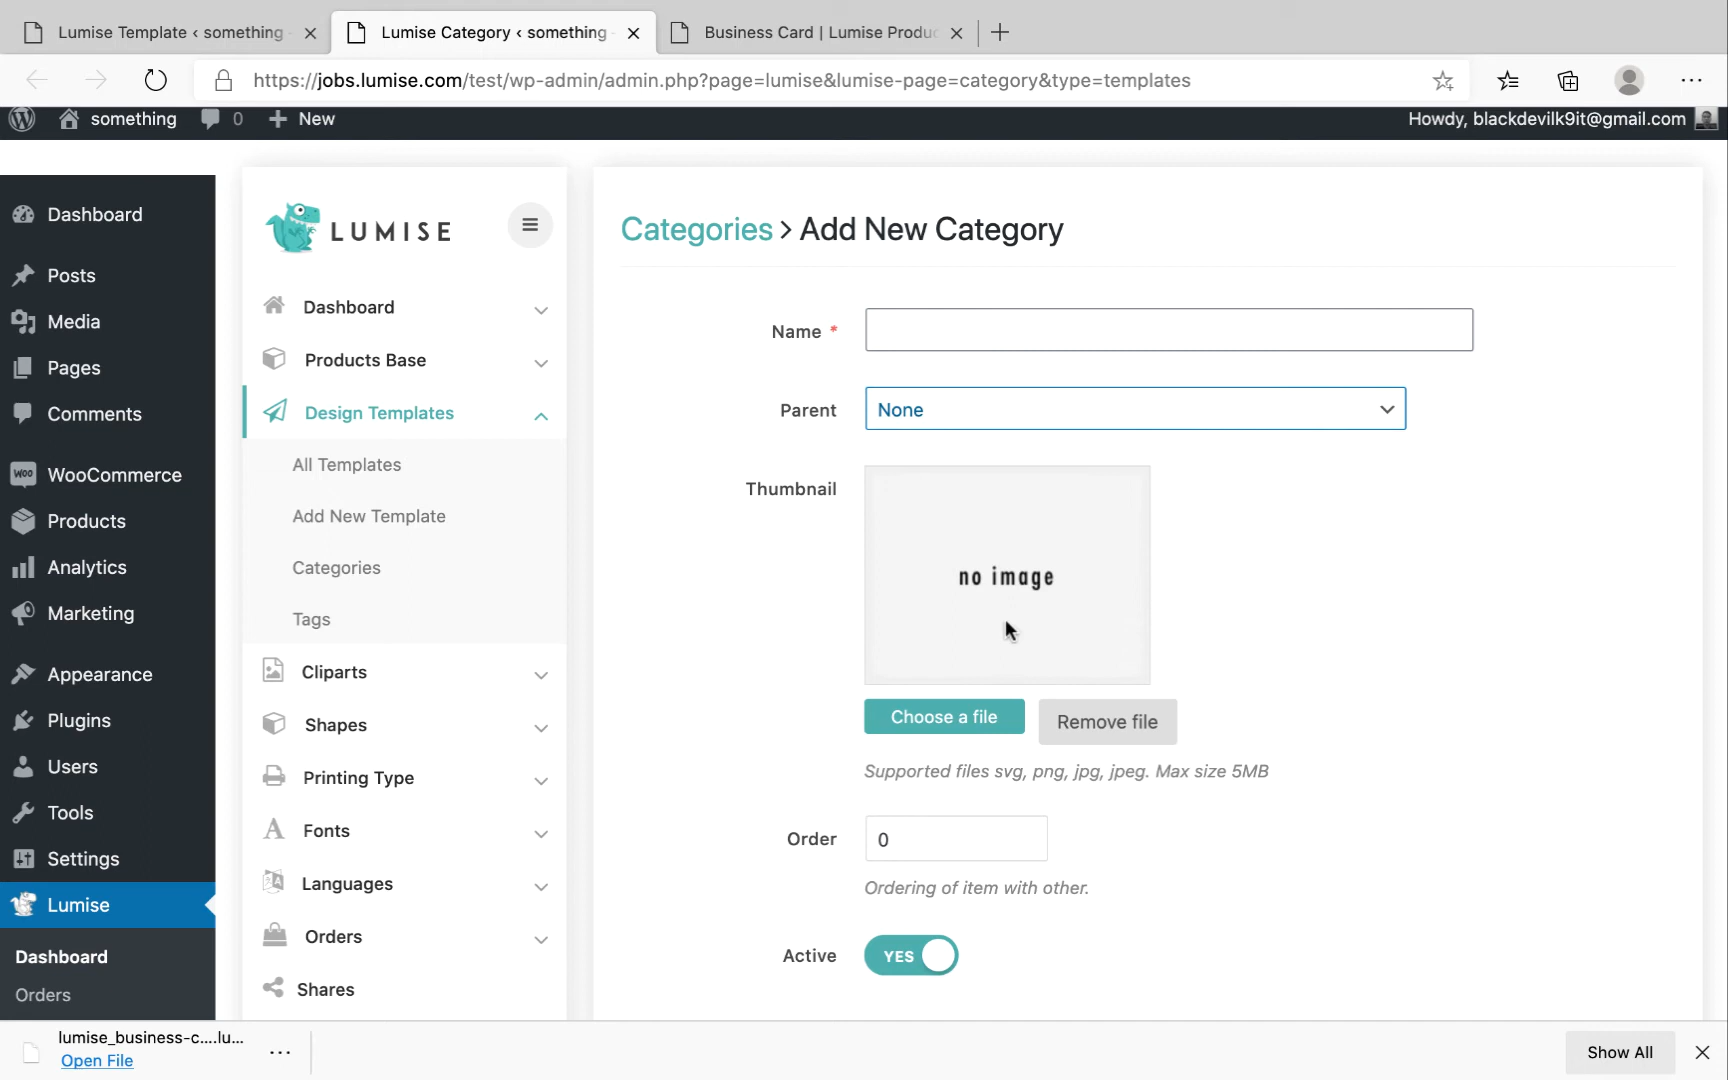 Lumise Template ‹ something -
Lumise Category ‹ something -
Business Card | Lumise Produc
https://jobs.lumise.com/test/wp-admin/admin.php?page=lumise&lumise-page=category&type=templates
something
0
New
Howdy, blackdevilk9it@gmail.com
Dashboard
Posts
Media
Pages
Comments
Woo
WooCommerce
Products
Analytics
Marketing
Appearance
Plugins
Users
Tools
Settings
Lumise
Dashboard
Orders
LUMISE
Dashboard
Products Base
Design Templates
All Templates
Add New Template
Categories
Tags
Cliparts
Shapes
Printing Type
Fonts
Languages
Orders
Shares
Categories > Add New Category
Name *
Parent
None
Thumbnail
no image
Choose a file
Remove file
Supported files svg, png, jpg, jpeg. Max size 5MB
Order
0
Ordering of item with other.
Active
YES
lumise_business-c....lu...
Open File
Show All